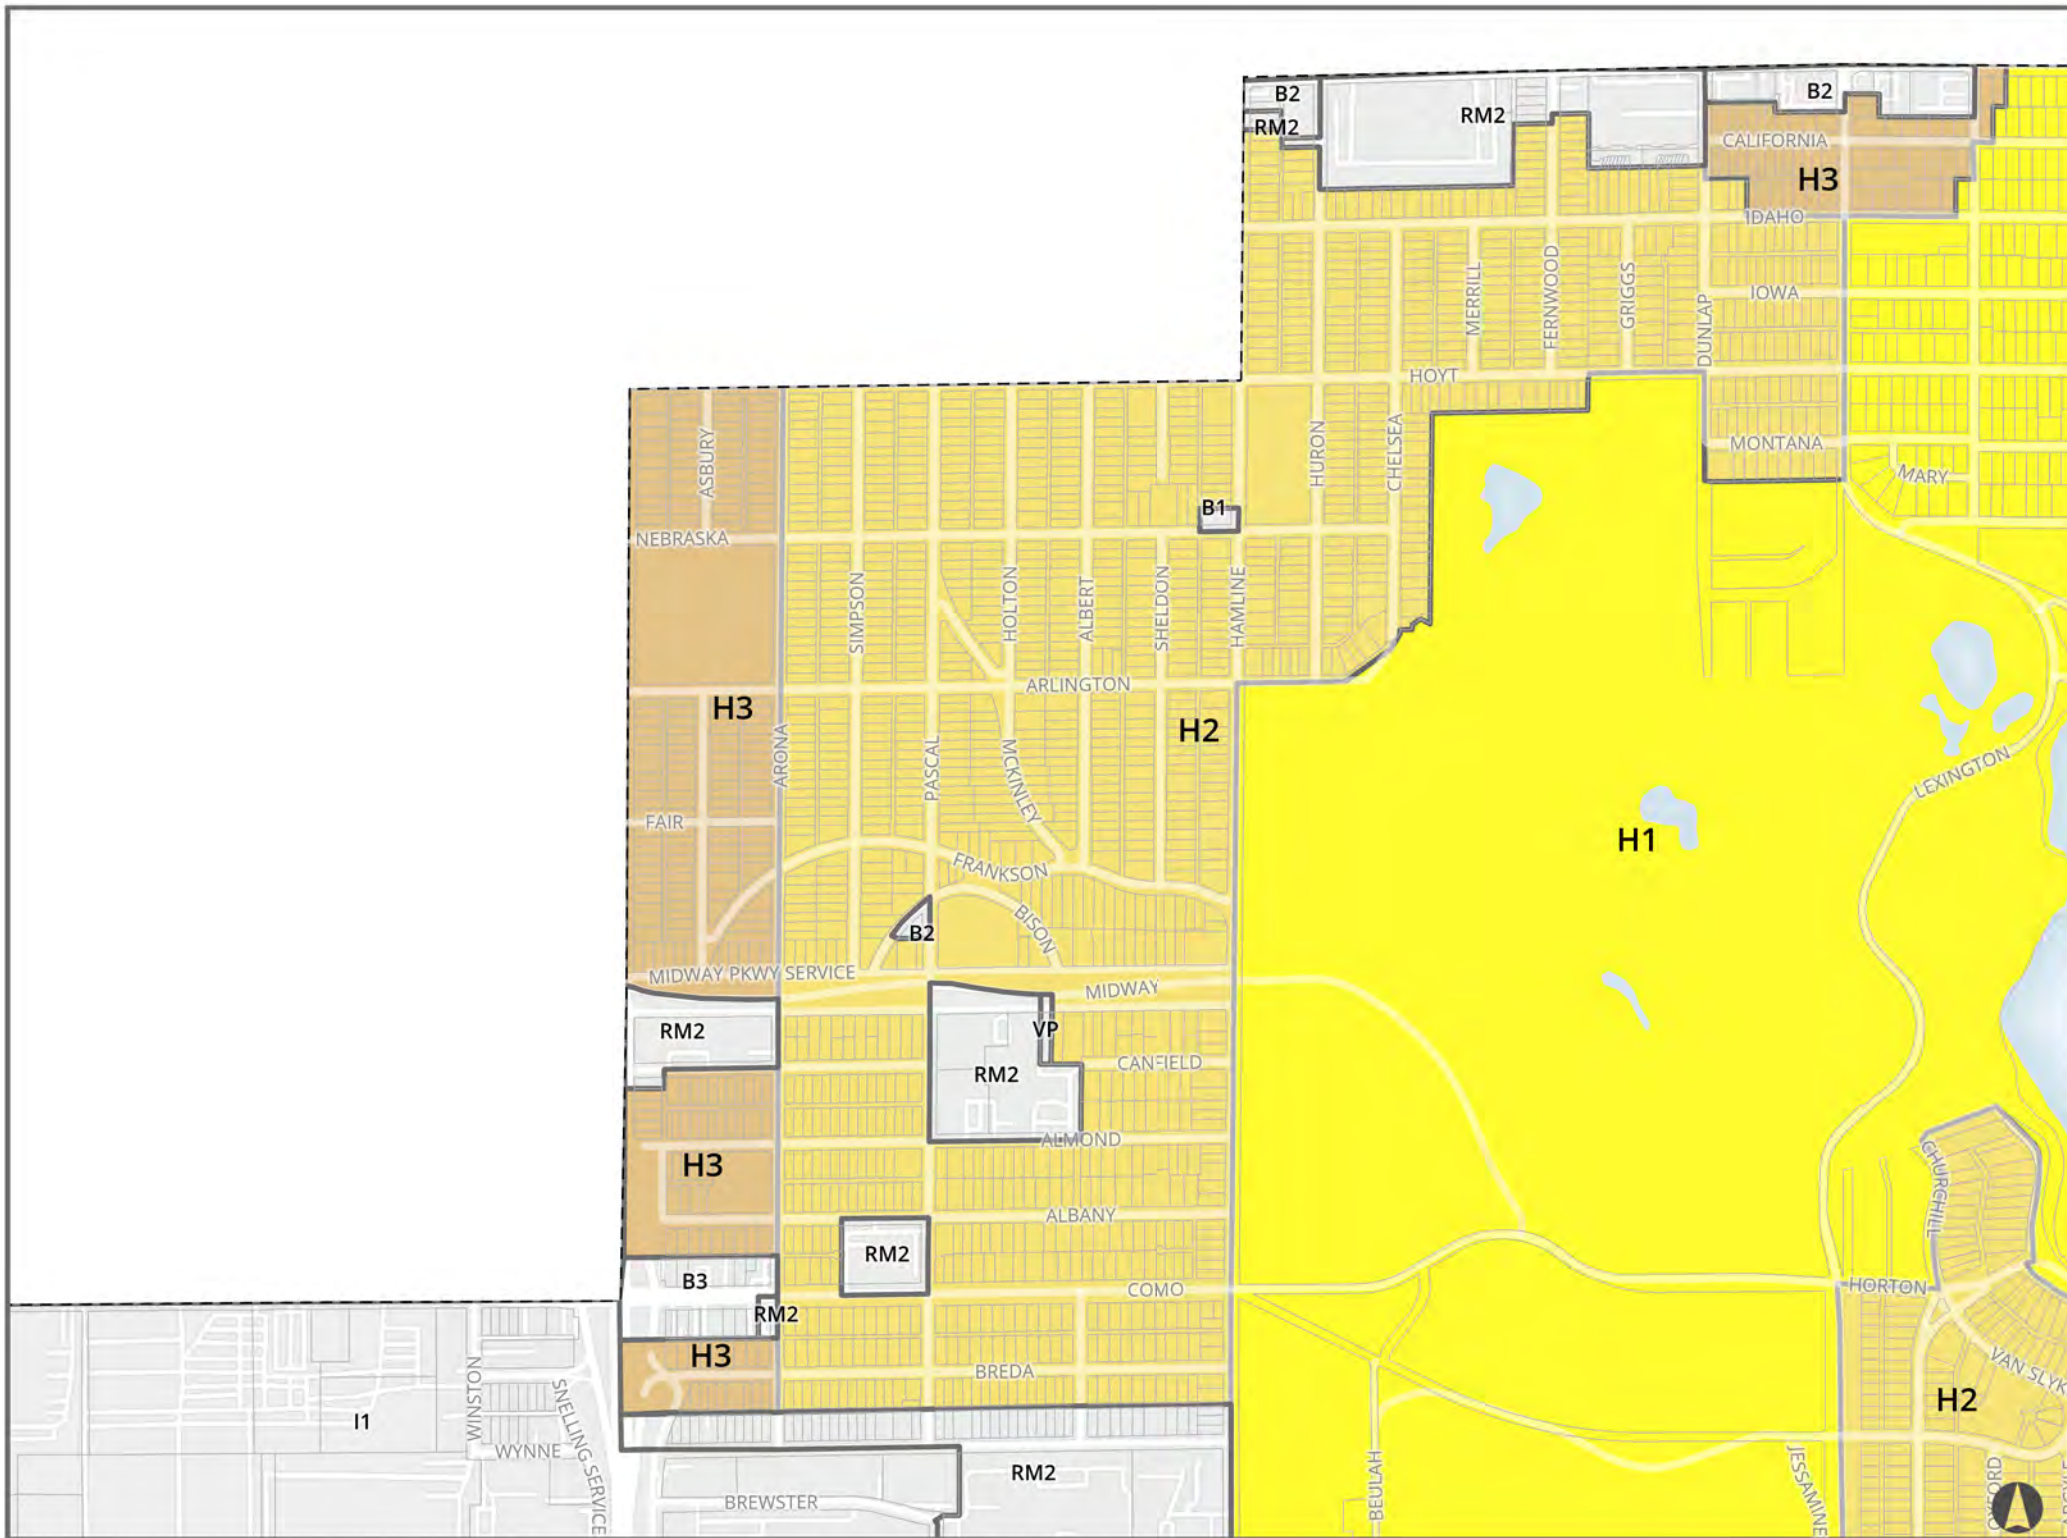 B2
B2
RM2
RM2
CALIFORNIA
H3
IDAHO
MERRILL
FERNWOOD
GRIGGS
DUNLAP
IOWA
HOYT
ASBURY
HURON
CHELSEA
MONTANA
MARY
B1
NEBRASKA
SIMPSON
HOLTON
ALBERT
SHELDON
HAMLINE
ARLINGTON
H3
H2
ARONA
PASCAL
MCKINLEY
LEXINGTON
FAIR
H1
FRANKSON
BISON
B2
MIDWAY PKWY SERVICE
MIDWAY
RM2
VP
CANFIELD
RM2
ALMOND
H3
CHURCHILL
ALBANY
RM2
B3
COMO
HORTON
RM2
H3
BREDA
VAN SLYK
WINSTON
SNELLING SERVICE
H2
I1
WYNNE
RM2
BEULAH
JESSAMINE
BREWSTER